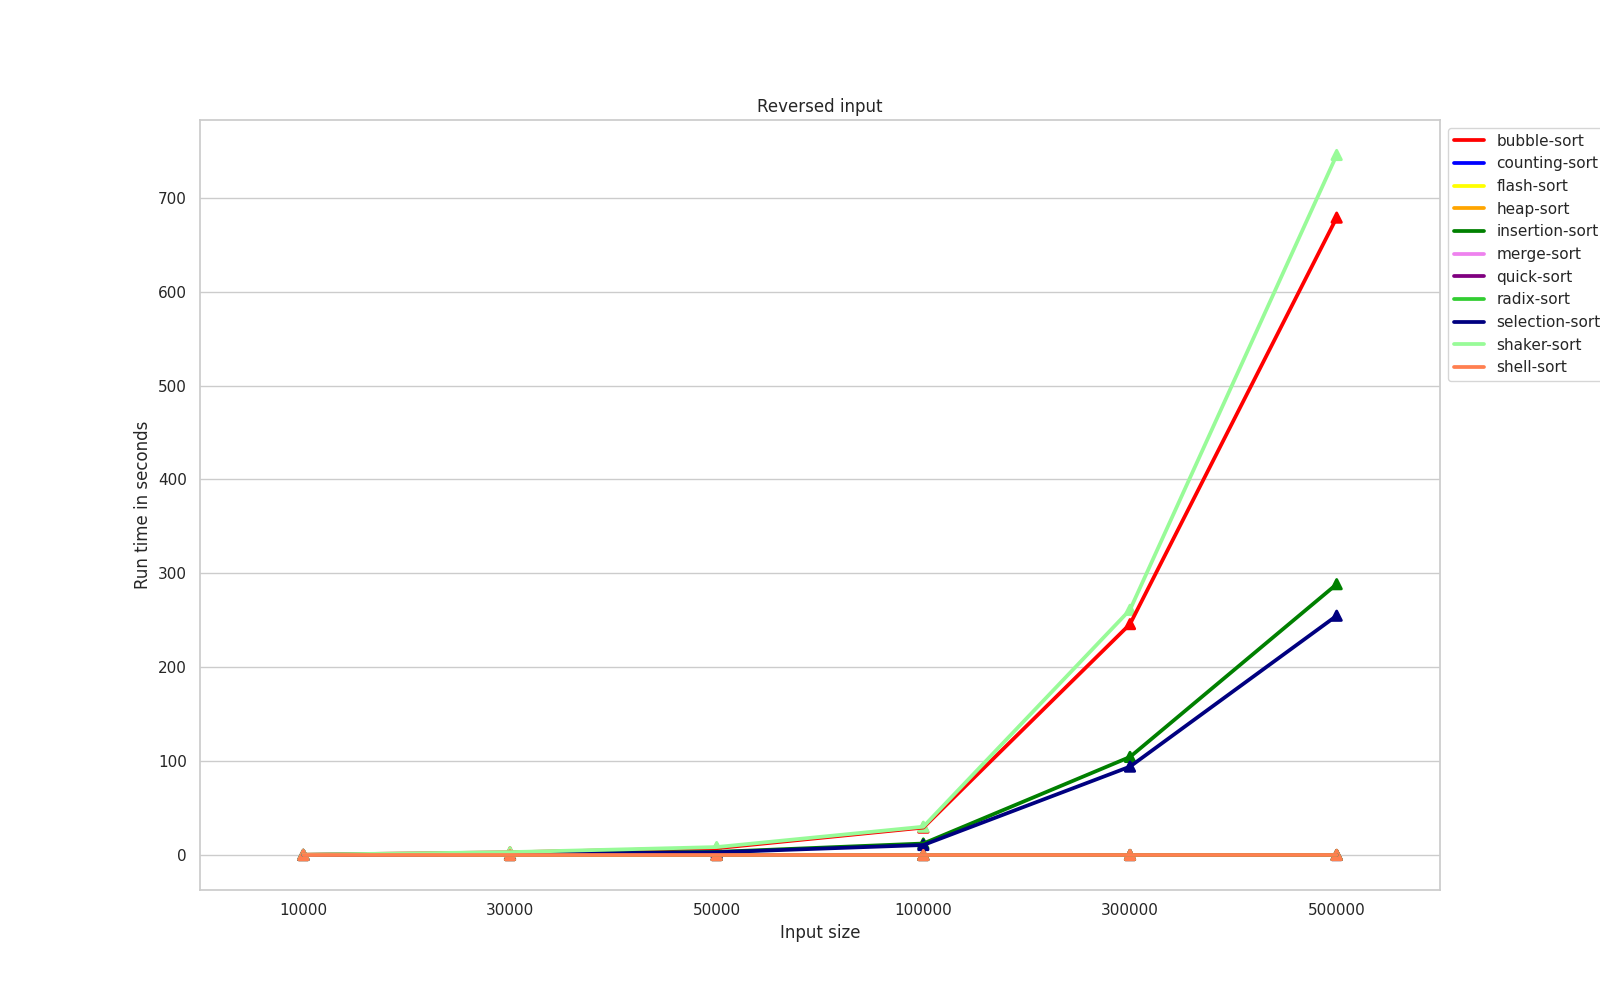 Reversed input
bubble-sort
counting-sort
flash-sort
heap-sort
insertion-sort
merge-sort
quick-sort
radix-sort
selection-sort
shaker-sort
shell-sort
700
600
500
400
300
200
100
0
Run time in seconds
10000 30000 50000 100000 300000 500000
Input size